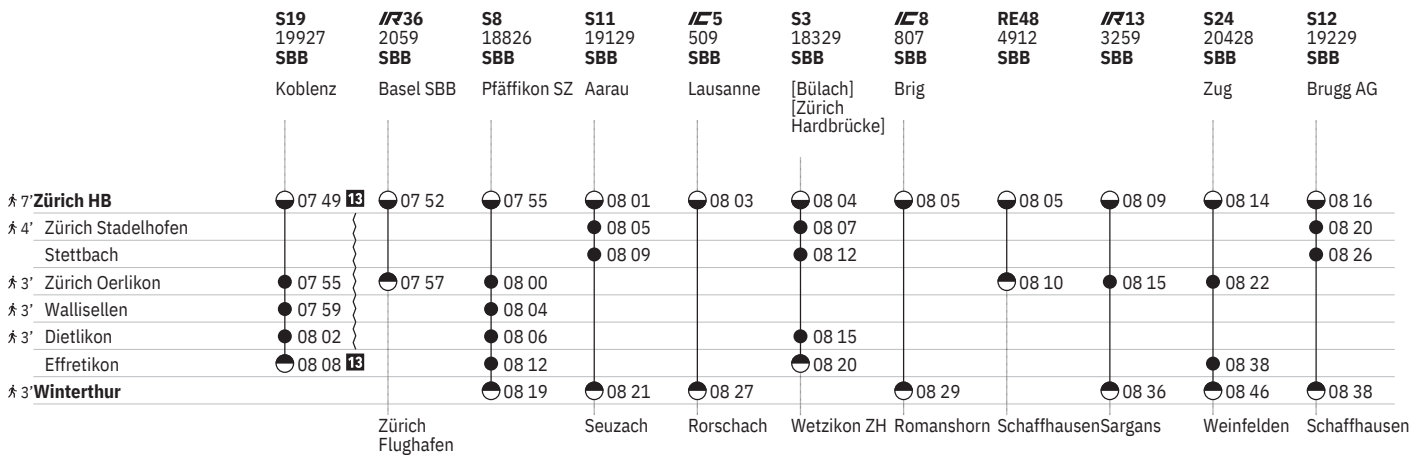 S19 IR36 S8 S11 IC5 S3 IC8 RE48 IR13 S24 S12
19927 2059 18826 19129 509 18329 807 4912 3259 20428 19229
SBB SBB SBB SBB SBB SBB SBB SBB SBB SBB SBB
Koblenz Basel SBB Pfäffikon SZ Aarau Lausanne [Bülach] Brig Zug Brugg AG
[Zürich
Hardbrücke]
7' Zürich HB 07 49 13 07 52 07 55 08 01 08 03 08 04 08 05 08 05 08 09 08 14 08 16
4' Zürich Stadelhofen 08 05 08 07 08 20
Stettbach 08 09 08 12 08 26
3' Zürich Oerlikon 07 55 07 57 08 00 08 10 08 15 08 22
3' Wallisellen 07 59 08 04
3' Dietlikon 08 02 08 06 08 15
Effretikon 08 08 13 08 12 08 20 08 38
3' Winterthur 08 19 08 21 08 27 08 29 08 36 08 46 08 38
Zürich Seuzach Rorschach Wetzikon ZH Romanshorn Schaffhausen Sargans Weinfelden Schaffhausen
Flughafen